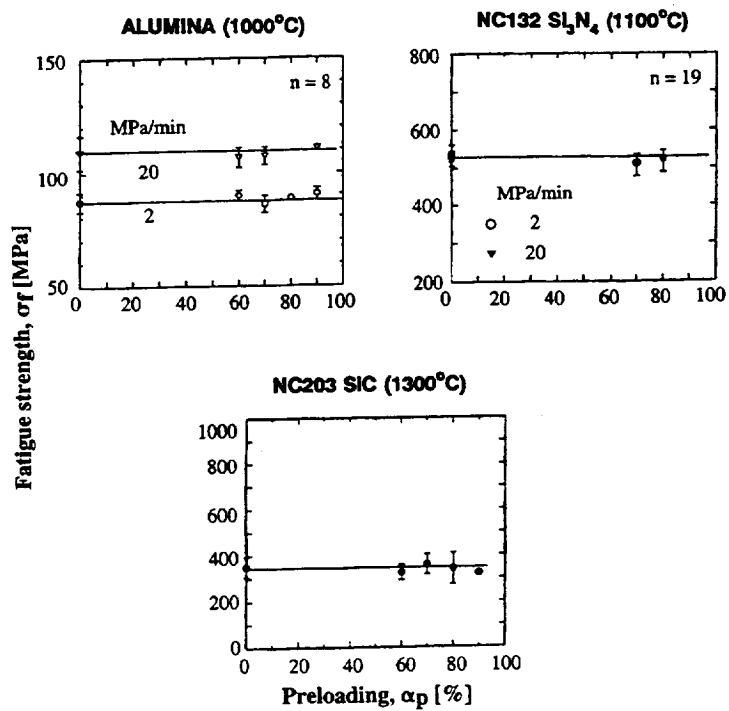 ALUMINA (1000°C)
NC132 Si₃N₄ (1100°C)
150
100
50
n = 8
MPa/min
20
2
0 20 40 60 80 100
800
600
400
200
n = 19
MPa/min
2
20
0 20 40 60 80 100
Fatigue strength, σf [MPa]
NC203 SiC (1300°C)
1000
800
600
400
200
0
0 20 40 60 80 100
Preloading, αp [%]